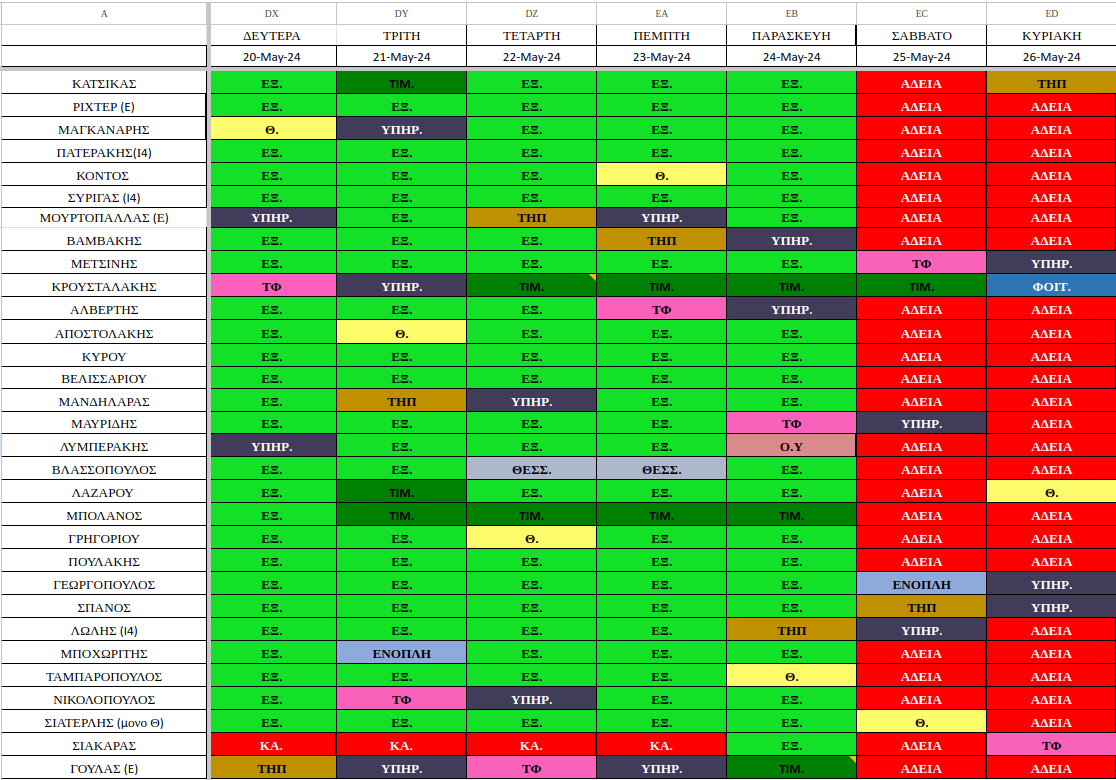 A DX DY DZ EA EB EC ED
ΔΕΥΤΕΡΑ ΤΡΙΤΗ ΤΕΤΑΡΤΗ ΠΕΜΠΤΗ ΠΑΡΑΣΚΕΥΗ ΣΑΒΒΑΤΟ ΚΥΡΙΑΚΗ
20-May-24 21-May-24 22-May-24 23-May-24 24-May-24 25-May-24 26-May-24
ΚΑΤΣΙΚΑΣ ΕΞ. ΤΙΜ. ΕΞ. ΕΞ. ΕΞ. ΑΔΕΙΑ ΤΗΠ
ΡΙΧΤΕΡ (Ε) ΕΞ. ΕΞ. ΕΞ. ΕΞ. ΕΞ. ΑΔΕΙΑ ΑΔΕΙΑ
ΜΑΓΚΑΝΑΡΗΣ Θ. ΥΠΗΡ. ΕΞ. ΕΞ. ΕΞ. ΑΔΕΙΑ ΑΔΕΙΑ
ΠΑΤΕΡΑΚΗΣ(Ι4) ΕΞ. ΕΞ. ΕΞ. ΕΞ. ΕΞ. ΑΔΕΙΑ ΑΔΕΙΑ
ΚΟΝΤΟΣ ΕΞ. ΕΞ. ΕΞ. Θ. ΕΞ. ΑΔΕΙΑ ΑΔΕΙΑ
ΣΥΡΙΓΑΣ (Ι4) ΕΞ. ΕΞ. ΕΞ. ΕΞ. ΕΞ. ΑΔΕΙΑ ΑΔΕΙΑ
ΜΟΥΡΤΟΠΑΛΛΑΣ (Ε) ΥΠΗΡ. ΕΞ. ΤΗΠ ΥΠΗΡ. ΕΞ. ΑΔΕΙΑ ΑΔΕΙΑ
ΒΑΜΒΑΚΗΣ ΕΞ. ΕΞ. ΕΞ. ΤΗΠ ΥΠΗΡ. ΑΔΕΙΑ ΑΔΕΙΑ
ΜΕΤΣΙΝΗΣ ΕΞ. ΕΞ. ΕΞ. ΕΞ. ΕΞ. ΤΦ ΥΠΗΡ.
ΚΡΟΥΣΤΑΛΑΚΗΣ ΤΦ ΥΠΗΡ. ΤΙΜ. ΤΙΜ. ΤΙΜ. ΤΙΜ. ΦΟΙΤ.
ΑΛΒΕΡΤΗΣ ΕΞ. ΕΞ. ΕΞ. ΤΦ ΥΠΗΡ. ΑΔΕΙΑ ΑΔΕΙΑ
ΑΠΟΣΤΟΛΑΚΗΣ ΕΞ. Θ. ΕΞ. ΕΞ. ΕΞ. ΑΔΕΙΑ ΑΔΕΙΑ
ΚΥΡΟΥ ΕΞ. ΕΞ. ΕΞ. ΕΞ. ΕΞ. ΑΔΕΙΑ ΑΔΕΙΑ
ΒΕΛΙΣΣΑΡΙΟΥ ΕΞ. ΕΞ. ΕΞ. ΕΞ. ΕΞ. ΑΔΕΙΑ ΑΔΕΙΑ
ΜΑΝΔΗΛΑΡΑΣ ΕΞ. ΤΗΠ ΥΠΗΡ. ΕΞ. ΕΞ. ΑΔΕΙΑ ΑΔΕΙΑ
ΜΑΥΡΙΔΗΣ ΕΞ. ΕΞ. ΕΞ. ΕΞ. ΤΦ ΥΠΗΡ. ΑΔΕΙΑ
ΛΥΜΠΕΡΑΚΗΣ ΥΠΗΡ. ΕΞ. ΕΞ. ΕΞ. Ο.Υ ΑΔΕΙΑ ΑΔΕΙΑ
ΒΛΑΣΣΟΠΟΥΛΟΣ ΕΞ. ΕΞ. ΘΕΣΣ. ΘΕΣΣ. ΕΞ. ΑΔΕΙΑ ΑΔΕΙΑ
ΛΑΖΑΡΟΥ ΕΞ. ΤΙΜ. ΕΞ. ΕΞ. ΕΞ. ΑΔΕΙΑ Θ.
ΜΠΟΛΑΝΟΣ ΕΞ. ΤΙΜ. ΤΙΜ. ΤΙΜ. ΤΙΜ. ΑΔΕΙΑ ΑΔΕΙΑ
ΓΡΗΓΟΡΙΟΥ ΕΞ. ΕΞ. Θ. ΕΞ. ΕΞ. ΑΔΕΙΑ ΑΔΕΙΑ
ΠΟΥΛΑΚΗΣ ΕΞ. ΕΞ. ΕΞ. ΕΞ. ΕΞ. ΑΔΕΙΑ ΑΔΕΙΑ
ΓΕΩΡΓΟΠΟΥΛΟΣ ΕΞ. ΕΞ. ΕΞ. ΕΞ. ΕΞ. ΕΝΟΠΛΗ ΥΠΗΡ.
ΣΠΑΝΟΣ ΕΞ. ΕΞ. ΕΞ. ΕΞ. ΕΞ. ΤΗΠ ΥΠΗΡ.
ΛΩΛΗΣ (Ι4) ΕΞ. ΕΞ. ΕΞ. ΕΞ. ΤΗΠ ΥΠΗΡ. ΑΔΕΙΑ
ΜΠΟΧΩΡΙΤΗΣ ΕΞ. ΕΝΟΠΛΗ ΕΞ. ΕΞ. ΕΞ. ΑΔΕΙΑ ΑΔΕΙΑ
ΤΑΜΠΑΡΟΠΟΥΛΟΣ ΕΞ. ΕΞ. ΕΞ. ΕΞ. Θ. ΑΔΕΙΑ ΑΔΕΙΑ
ΝΙΚΟΛΟΠΟΥΛΟΣ ΕΞ. ΤΦ ΥΠΗΡ. ΕΞ. ΕΞ. ΑΔΕΙΑ ΑΔΕΙΑ
ΣΙΑΤΕΡΛΗΣ (μονο Θ) ΕΞ. ΕΞ. ΕΞ. ΕΞ. ΕΞ. Θ. ΑΔΕΙΑ
ΣΙΑΚΑΡΑΣ ΚΑ. ΚΑ. ΚΑ. ΚΑ. ΕΞ. ΑΔΕΙΑ ΤΦ
ΓΟΥΛΑΣ (Ε) ΤΗΠ ΥΠΗΡ. ΤΦ ΥΠΗΡ. ΤΙΜ. ΑΔΕΙΑ ΑΔΕΙΑ